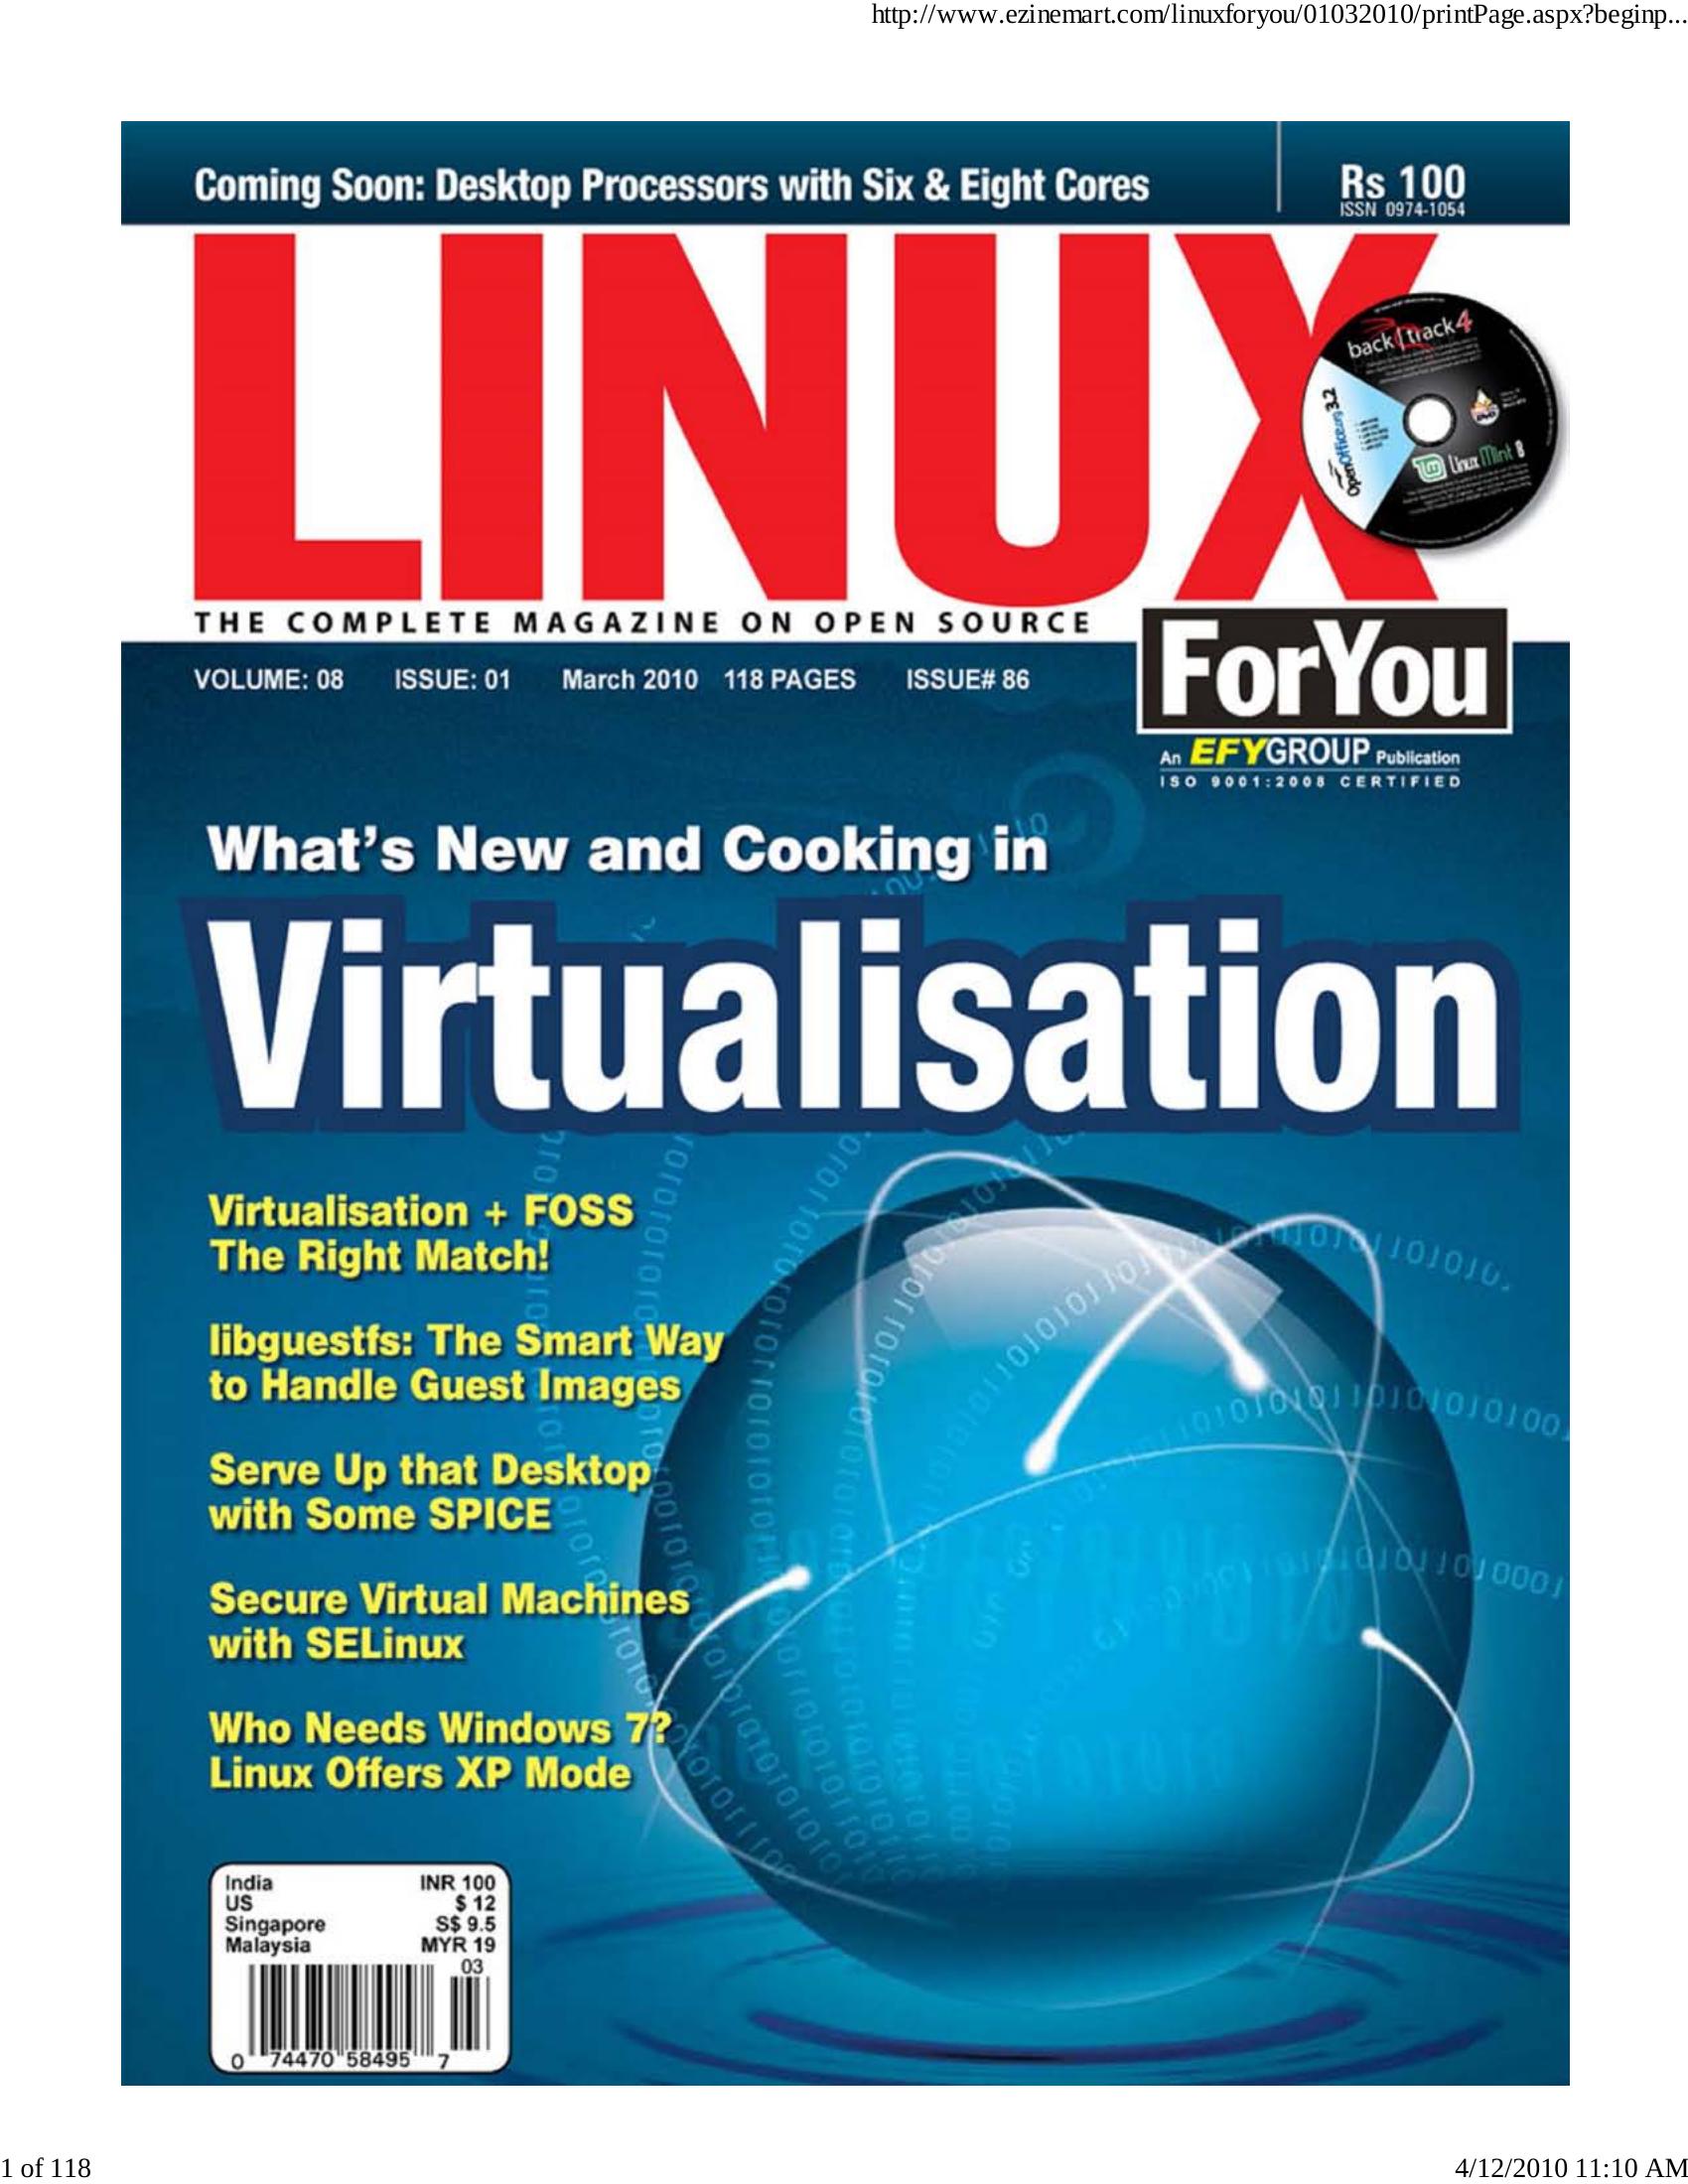 http://www.ezinemart.com/linuxforyou/01032010/printPage.aspx?beginp...
Coming Soon: Desktop Processors with Six & Eight Cores
Rs 100
ISSN 0974-1054
LINUX
back|track4
OpenOffice.org 3.2
Linux Mint 8
THE COMPLETE MAGAZINE ON OPEN SOURCE
ForYou
VOLUME: 08 ISSUE: 01 March 2010 118 PAGES ISSUE# 86
An EFYGROUP Publication
ISO 9001:2008 CERTIFIED
What's New and Cooking in
Virtualisation
Virtualisation + FOSS
The Right Match!
libguestfs: The Smart Way
to Handle Guest Images
Serve Up that Desktop
with Some SPICE
Secure Virtual Machines
with SELinux
Who Needs Windows 7?
Linux Offers XP Mode
India INR 100
US $ 12
Singapore S$ 9.5
Malaysia MYR 19
03
0 74470 58495 7
1 of 118
4/12/2010 11:10 AM